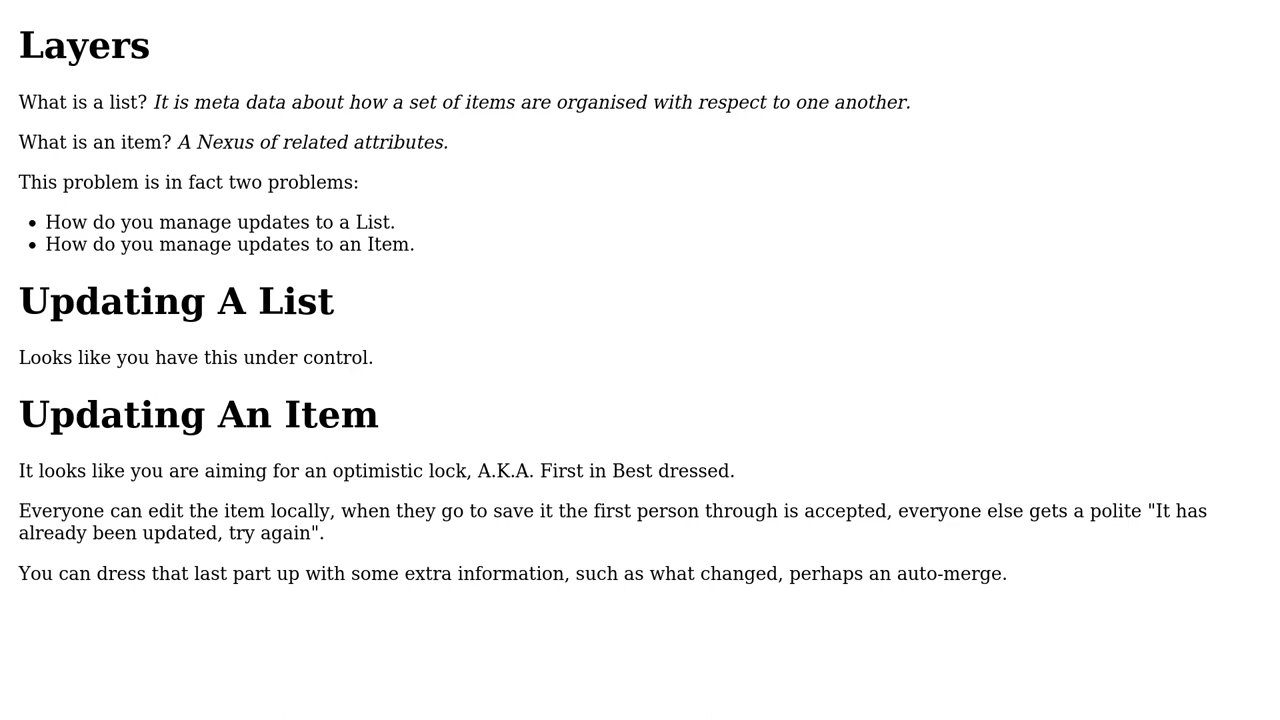 Layers
What is a list? It is meta data about how a set of items are organised with respect to one another.
What is an item? A Nexus of related attributes.
This problem is in fact two problems:
• How do you manage updates to a List.
• How do you manage updates to an Item.
Updating A List
Looks like you have this under control.
Updating An Item
It looks like you are aiming for an optimistic lock, A.K.A. First in Best dressed.
Everyone can edit the item locally, when they go to save it the first person through is accepted, everyone else gets a polite "It has
already been updated, try again".
You can dress that last part up with some extra information, such as what changed, perhaps an auto-merge.